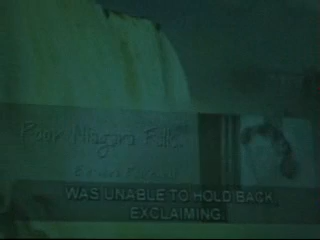 Poor Niagara Falls.
WAS UNABLE TO HOLD BACK,
EXCLAIMING,